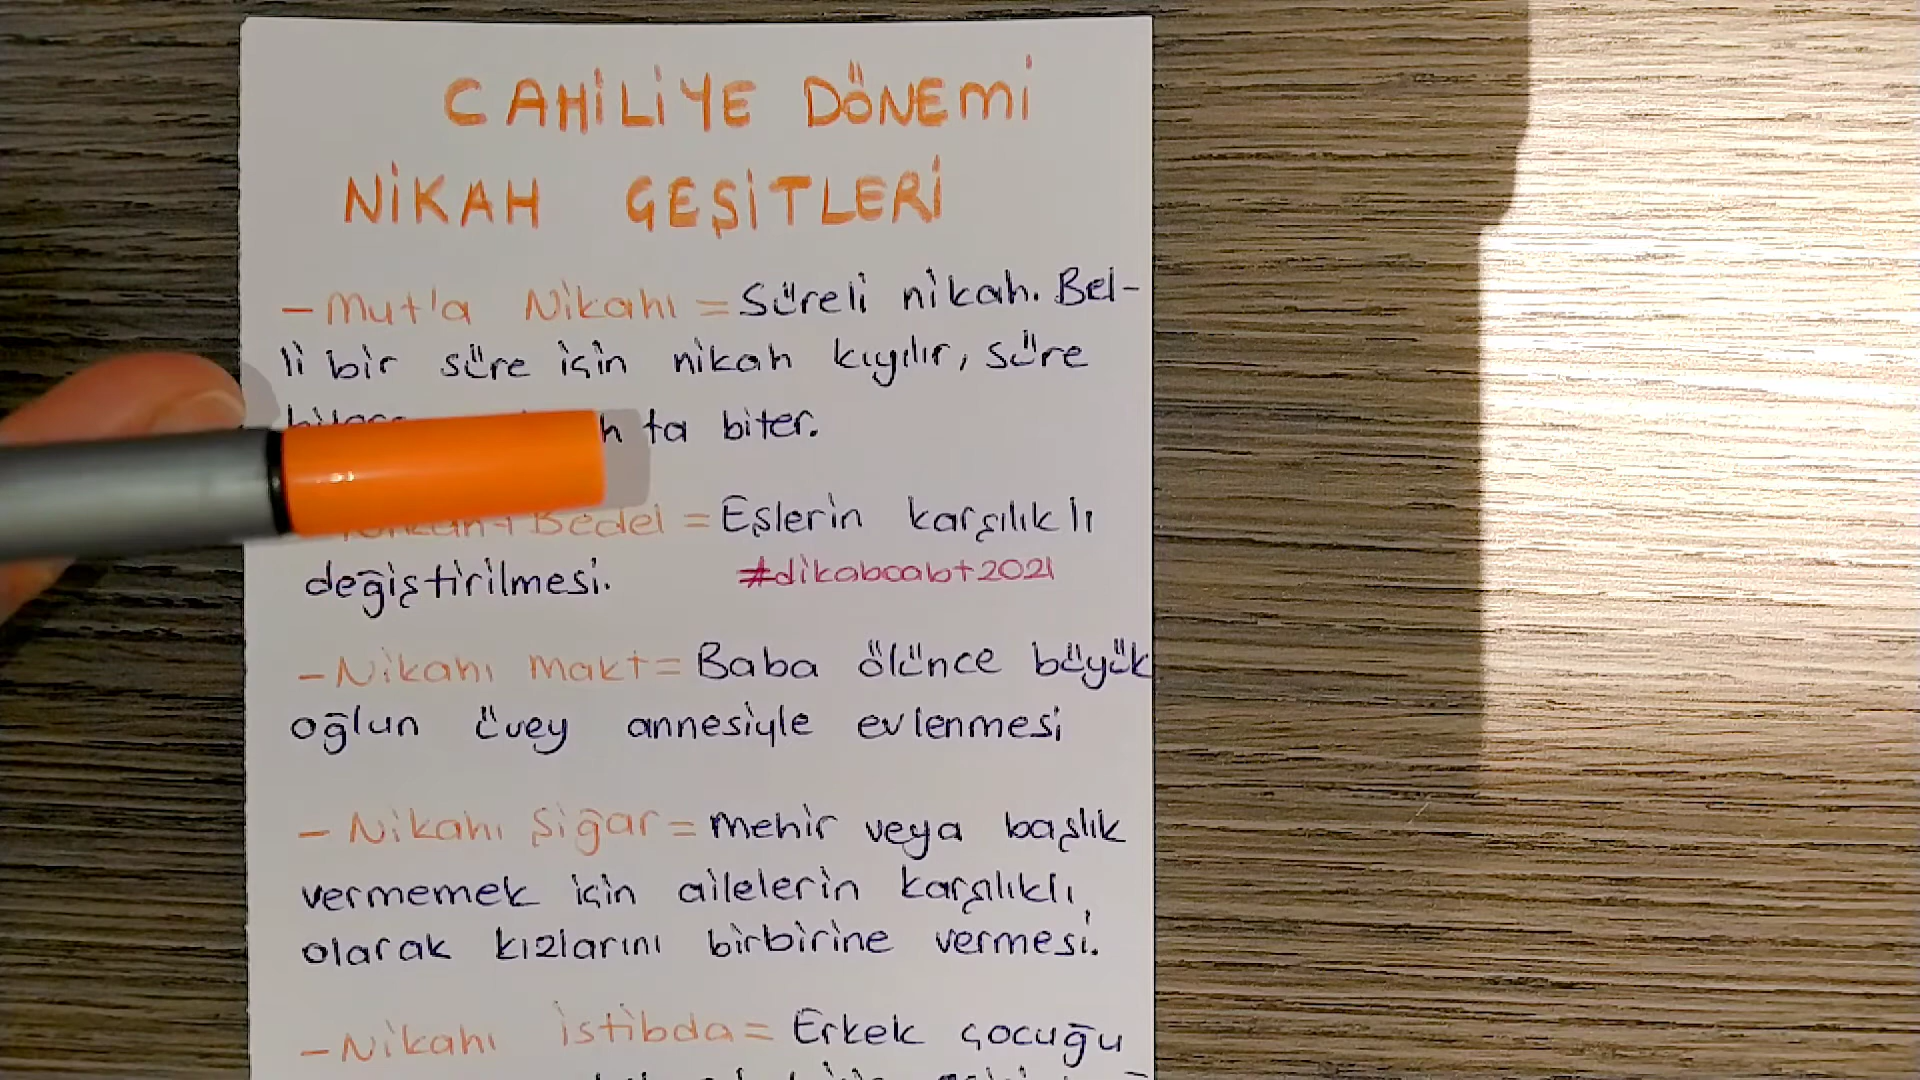 CAHİLİYE DÖNEMİ
NİKAH ÇEŞİTLERİ
- Mut'a Nikahı = Süreli nikah. Bel-
li bir süre için nikah kıyılır, süre
ta biter.
Bedel = Eşlerin karşılıklı
değiştirilmesi. #dikaboabt2021
- Nikahı Makt = Baba ölünce büyük
oğlun üvey annesiyle evlenmesi
- Nikahı Şiğar = Mehir veya başlık
vermemek için ailelerin karşılıklı
olarak kızlarını birbirine vermesi.
- Nikahı İstibda = Erkek çocuğu